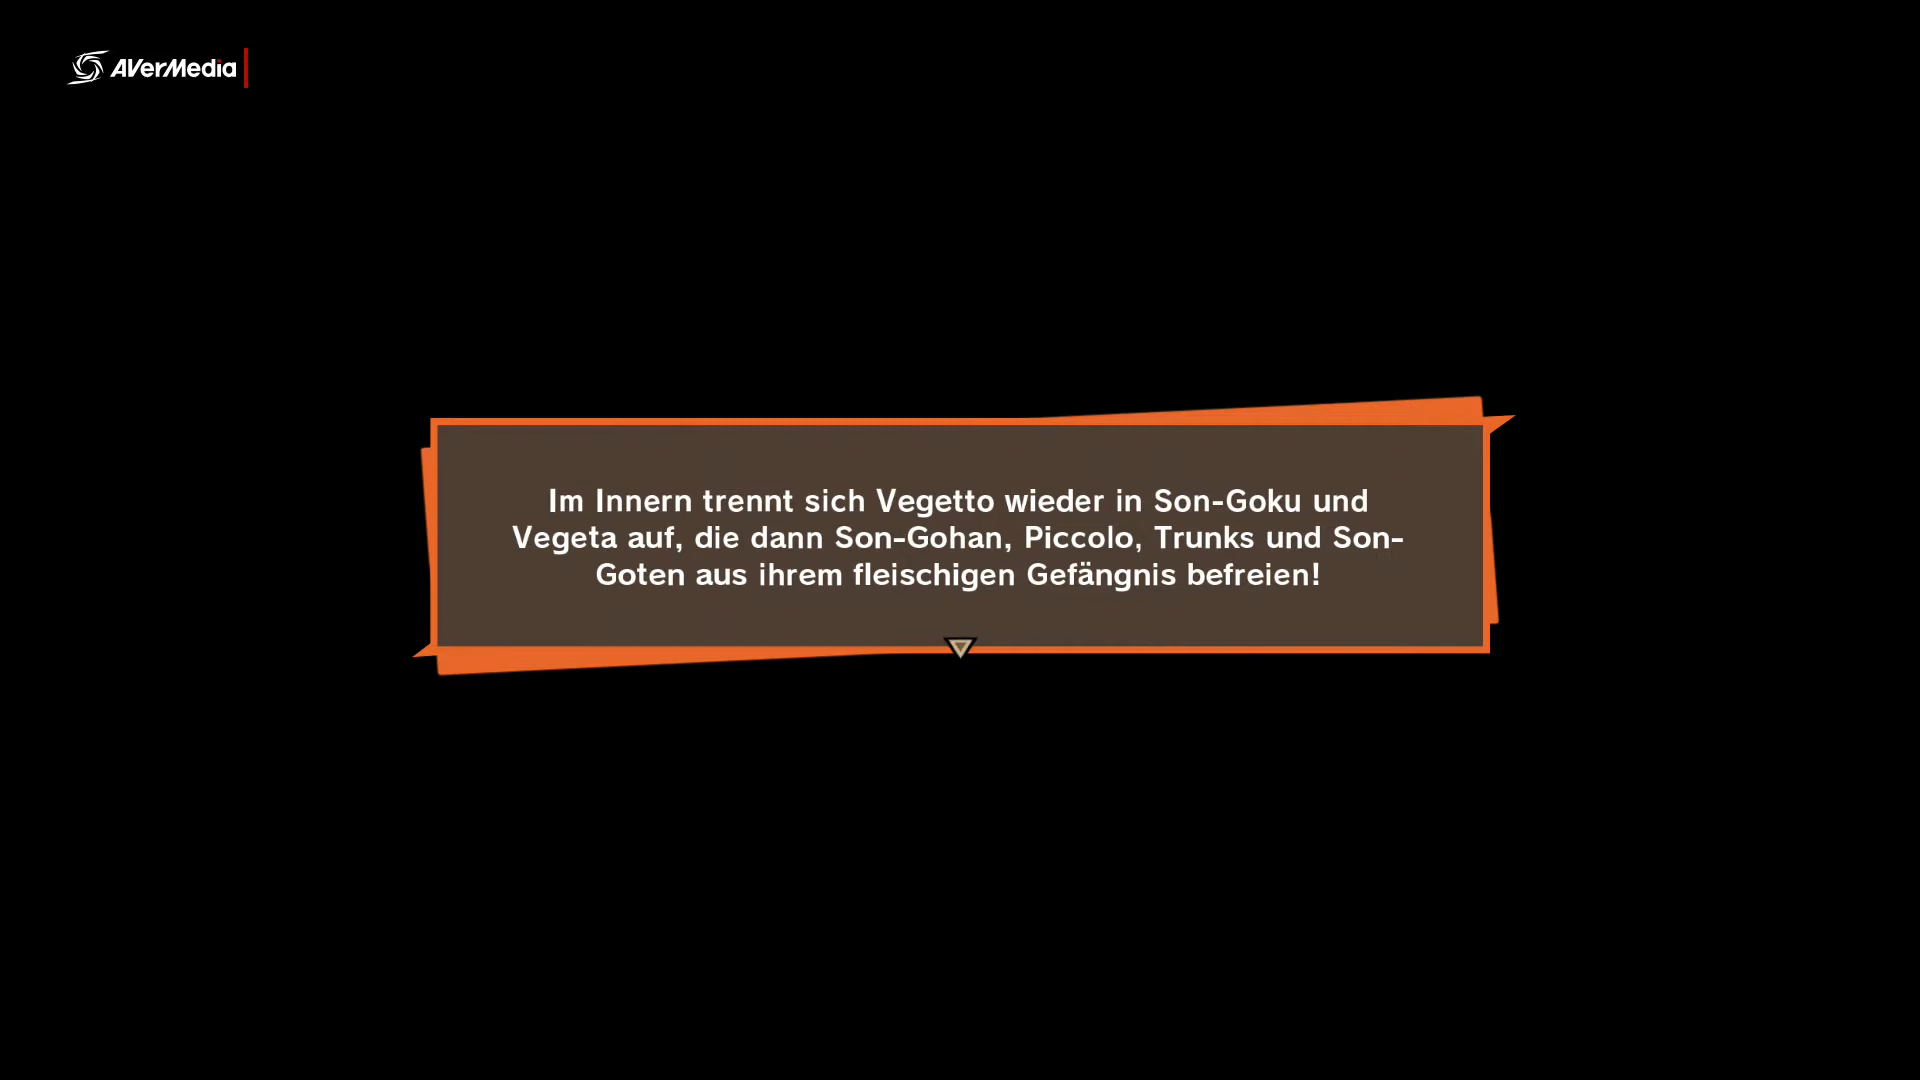 AVerMedia
Im Innern trennt sich Vegetto wieder in Son-Goku und
Vegeta auf, die dann Son-Gohan, Piccolo, Trunks und Son-
Goten aus ihrem fleischigen Gefängnis befreien!